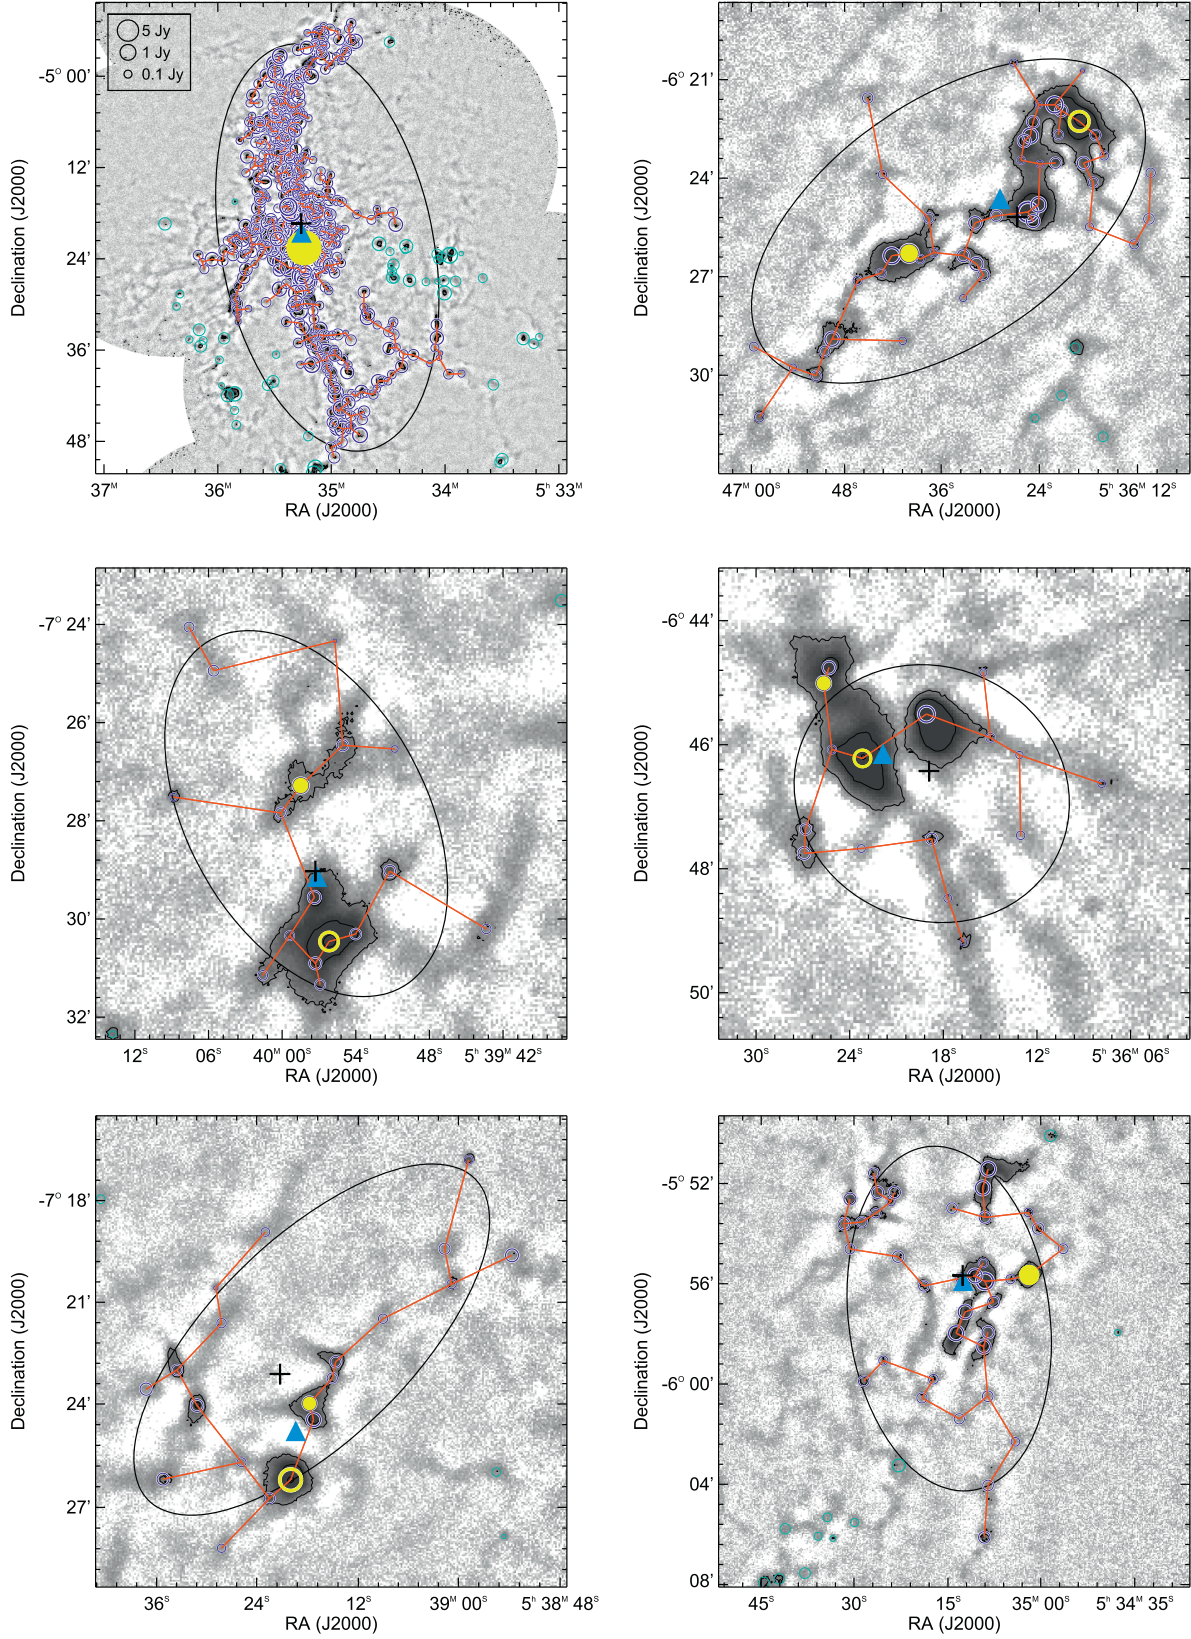 5 Jy
1 Jy
0.1 Jy
-5° 00'
12'
24'
36'
48'
Declination (J2000)
37ᴹ 36ᴹ 35ᴹ 34ᴹ 5ʰ 33ᴹ
RA (J2000)
-6° 21'
24'
27'
30'
Declination (J2000)
47ᴹ 00ˢ 48ˢ 36ˢ 24ˢ 5ʰ 36ᴹ 12ˢ
RA (J2000)
-7° 24'
26'
28'
30'
32'
Declination (J2000)
12ˢ 06ˢ 40ᴹ 00ˢ 54ˢ 48ˢ 5ʰ 39ᴹ 42ˢ
RA (J2000)
-6° 44'
46'
48'
50'
Declination (J2000)
30ˢ 24ˢ 18ˢ 12ˢ 5ʰ 36ᴹ 06ˢ
RA (J2000)
-7° 18'
21'
24'
27'
Declination (J2000)
36ˢ 24ˢ 39ᴹ 00ˢ 5ʰ 38ᴹ 48ˢ
RA (J2000)
-5° 52'
56'
-6° 00'
04'
08'
Declination (J2000)
45ˢ 30ˢ 15ˢ 35ᴹ 00ˢ 5ʰ 34ᴹ 35ˢ
RA (J2000)